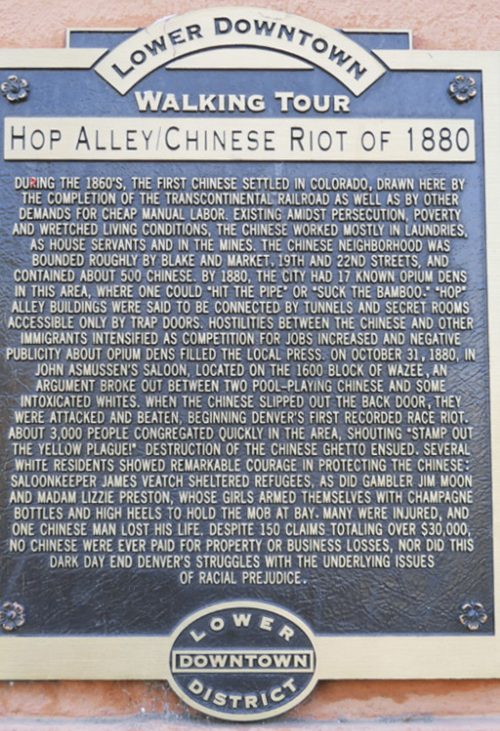 LOWER DOWNTOWN
WALKING TOUR
HOP ALLEY/CHINESE RIOT OF 1880
DURING THE 1860'S, THE FIRST CHINESE SETTLED IN COLORADO, DRAWN HERE BY
THE COMPLETION OF THE TRANSCONTINENTAL RAILROAD AS WELL AS BY OTHER
DEMANDS FOR CHEAP MANUAL LABOR. EXISTING AMIDST PERSECUTION, POVERTY
AND WRETCHED LIVING CONDITIONS, THE CHINESE WORKED MOSTLY IN LAUNDRIES,
AS HOUSE SERVANTS AND IN THE MINES. THE CHINESE NEIGHBORHOOD WAS
BOUNDED ROUGHLY BY BLAKE AND MARKET, 19TH AND 22ND STREETS, AND
CONTAINED ABOUT 500 CHINESE. BY 1880, THE CITY HAD 17 KNOWN OPIUM DENS
IN THIS AREA, WHERE ONE COULD "HIT THE PIPE" OR "SUCK THE BAMBOO." "HOP"
ALLEY BUILDINGS WERE SAID TO BE CONNECTED BY TUNNELS AND SECRET ROOMS
ACCESSIBLE ONLY BY TRAP DOORS. HOSTILITIES BETWEEN THE CHINESE AND OTHER
IMMIGRANTS INTENSIFIED AS COMPETITION FOR JOBS INCREASED AND NEGATIVE
PUBLICITY ABOUT OPIUM DENS FILLED THE LOCAL PRESS. ON OCTOBER 31, 1880, IN
JOHN ASMUSSEN'S SALOON, LOCATED ON THE 1600 BLOCK OF WAZEE, AN
ARGUMENT BROKE OUT BETWEEN TWO POOL-PLAYING CHINESE AND SOME
INTOXICATED WHITES. WHEN THE CHINESE SLIPPED OUT THE BACK DOOR, THEY
WERE ATTACKED AND BEATEN, BEGINNING DENVER'S FIRST RECORDED RACE RIOT.
ABOUT 3,000 PEOPLE CONGREGATED QUICKLY IN THE AREA, SHOUTING "STAMP OUT
THE YELLOW PLAGUE!" DESTRUCTION OF THE CHINESE GHETTO ENSUED. SEVERAL
WHITE RESIDENTS SHOWED REMARKABLE COURAGE IN PROTECTING THE CHINESE:
SALOONKEEPER JAMES VEATCH SHELTERED REFUGEES, AS DID GAMBLER JIM MOON
AND MADAM LIZZIE PRESTON, WHOSE GIRLS ARMED THEMSELVES WITH CHAMPAGNE
BOTTLES AND HIGH HEELS TO HOLD THE MOB AT BAY. MANY WERE INJURED, AND
ONE CHINESE MAN LOST HIS LIFE. DESPITE 150 CLAIMS TOTALING OVER $30,000,
NO CHINESE WERE EVER PAID FOR PROPERTY OR BUSINESS LOSSES, NOR DID THIS
DARK DAY END DENVER'S STRUGGLES WITH THE UNDERLYING ISSUES
OF RACIAL PREJUDICE.
LOWER
DOWNTOWN
DISTRICT